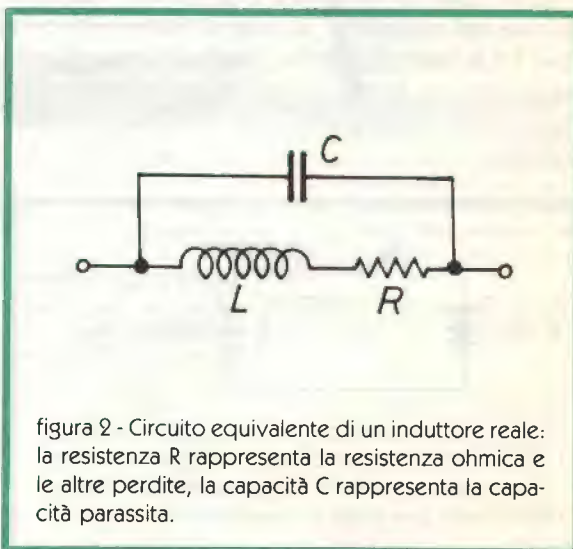 C
L
R
figura 2 - Circuito equivalente di un induttore reale:
la resistenza R rappresenta la resistenza ohmica e
le altre perdite, la capacità C rappresenta la capa-
cità parassita.